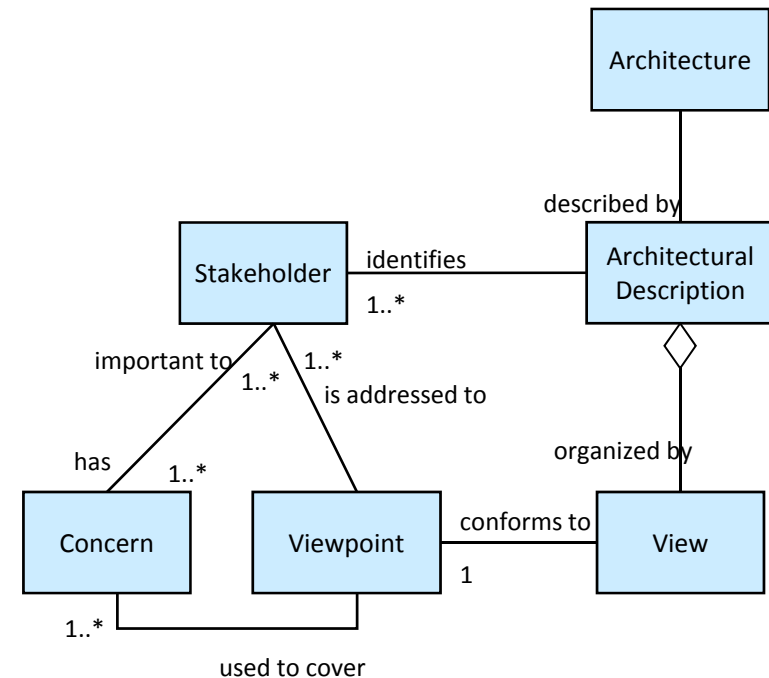 Architecture
described by
Stakeholder
identifies
1..*
Architectural
Description
important to
1..*
1..*
is addressed to
has
1..*
organized by
Concern
Viewpoint
conforms to
1
View
1..*
used to cover